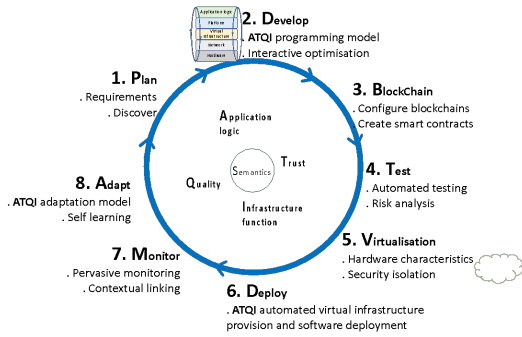 Application logic
Platform
Virtual
Infrastructure
Network
Hardware
2. Develop
. ATQI programming model
. Interactive optimisation
1. Plan
. Requirements
. Discover
3. BlockChain
. Configure blockchains
. Create smart contracts
Application
logic
Trust
Semantics
Quality
Infrastructure
function
4. Test
. Automated testing
. Risk analysis
8. Adapt
. ATQI adaptation model
. Self learning
5. Virtualisation
. Hardware characteristics
. Security isolation
7. Monitor
. Pervasive monitoring
. Contextual linking
6. Deploy
. ATQI automated virtual infrastructure
provision and software deployment